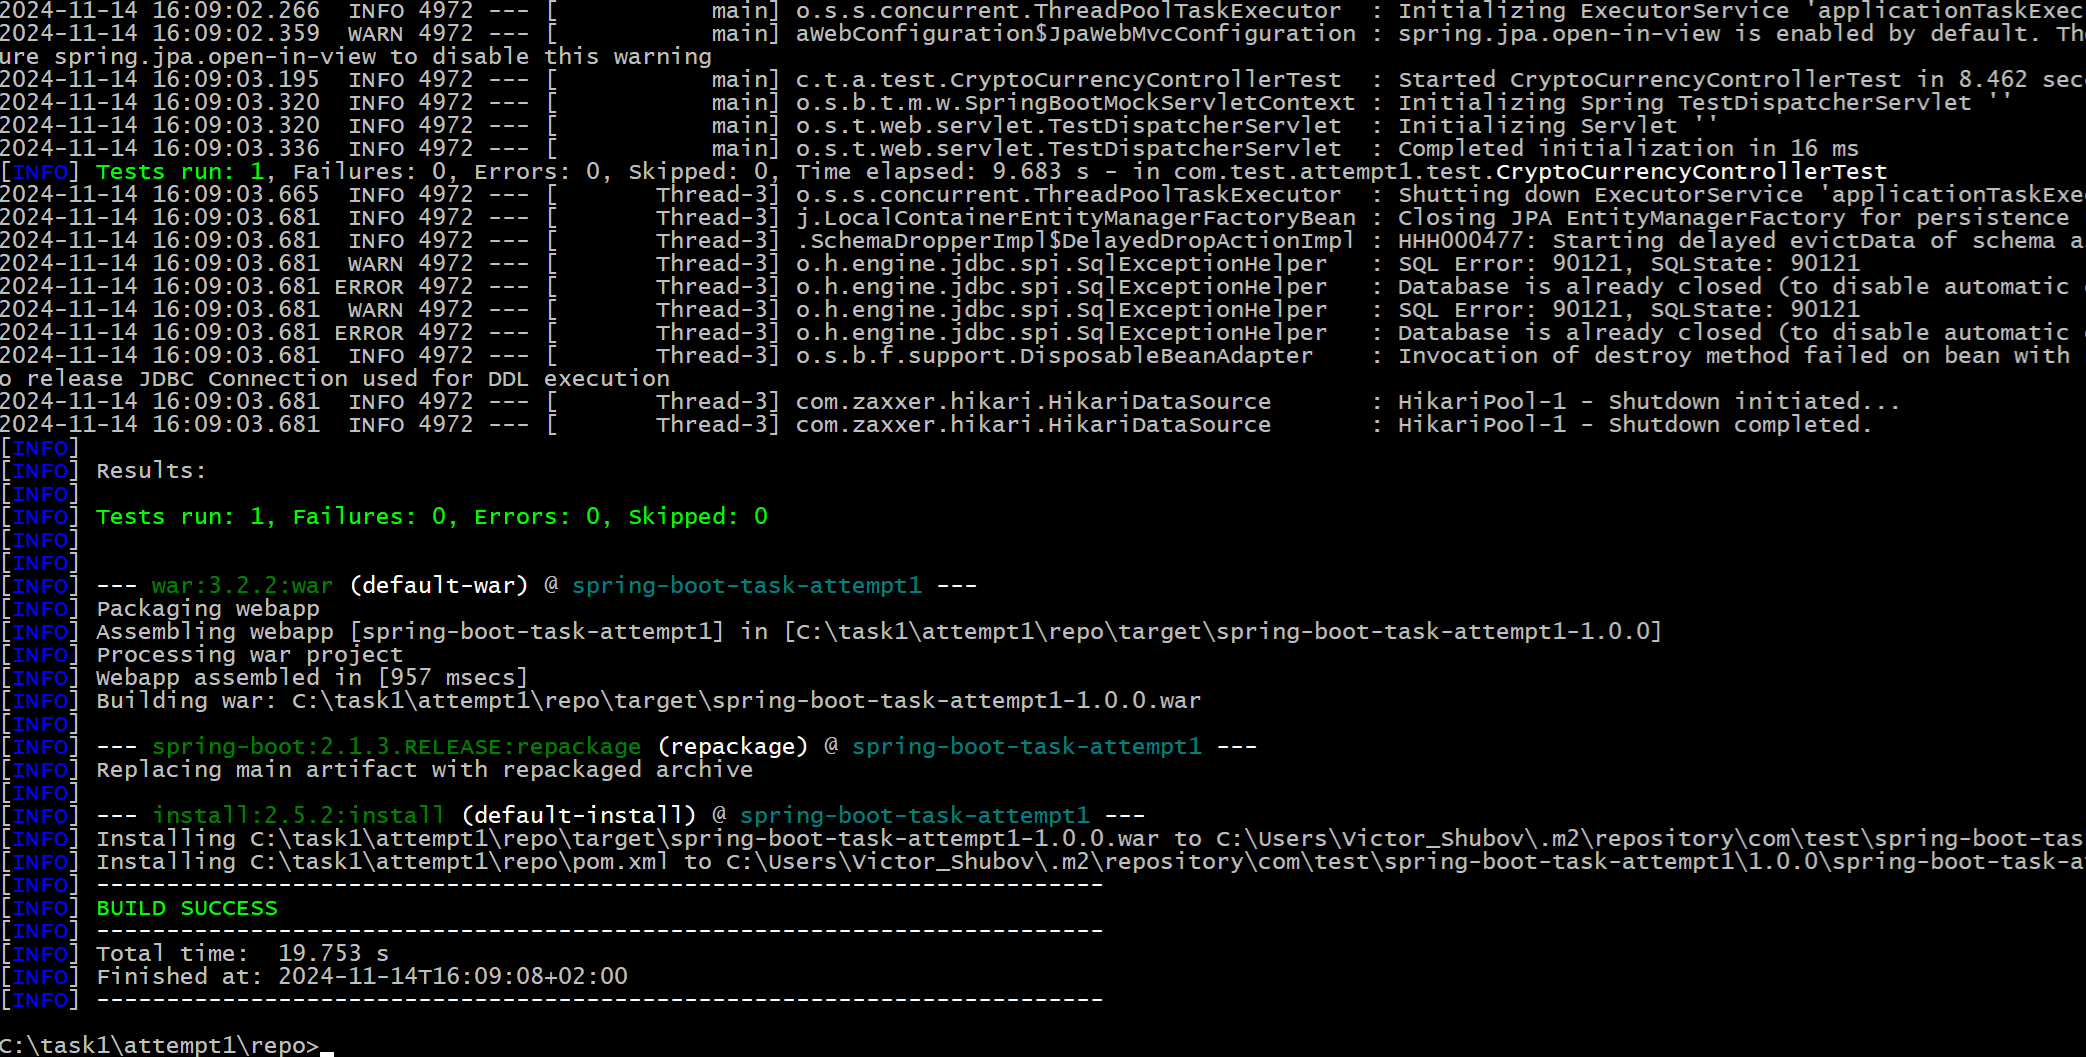 2024-11-14 16:09:02.266  INFO 4972 --- [           main] o.s.s.concurrent.ThreadPoolTaskExecutor  : Initializing ExecutorService 'applicationTaskExec
2024-11-14 16:09:02.359  WARN 4972 --- [           main] aWebConfiguration$JpaWebMvcConfiguration : spring.jpa.open-in-view is enabled by default. The
ure spring.jpa.open-in-view to disable this warning
2024-11-14 16:09:03.195  INFO 4972 --- [           main] c.t.a.test.CryptoCurrencyControllerTest  : Started CryptoCurrencyControllerTest in 8.462 seco
2024-11-14 16:09:03.320  INFO 4972 --- [           main] o.s.b.t.m.w.SpringBootMockServletContext : Initializing Spring TestDispatcherServlet ''
2024-11-14 16:09:03.320  INFO 4972 --- [           main] o.s.t.web.servlet.TestDispatcherServlet  : Initializing Servlet ''
2024-11-14 16:09:03.336  INFO 4972 --- [           main] o.s.t.web.servlet.TestDispatcherServlet  : Completed initialization in 16 ms
[INFO] Tests run: 1, Failures: 0, Errors: 0, Skipped: 0, Time elapsed: 9.683 s - in com.test.attempt1.test.CryptoCurrencyControllerTest
2024-11-14 16:09:03.665  INFO 4972 --- [       Thread-3] o.s.s.concurrent.ThreadPoolTaskExecutor  : Shutting down ExecutorService 'applicationTaskExe
2024-11-14 16:09:03.681  INFO 4972 --- [       Thread-3] j.LocalContainerEntityManagerFactoryBean : Closing JPA EntityManagerFactory for persistence
2024-11-14 16:09:03.681  INFO 4972 --- [       Thread-3] .SchemaDropperImpl$DelayedDropActionImpl : HHH000477: Starting delayed evictData of schema a
2024-11-14 16:09:03.681  WARN 4972 --- [       Thread-3] o.h.engine.jdbc.spi.SqlExceptionHelper   : SQL Error: 90121, SQLState: 90121
2024-11-14 16:09:03.681 ERROR 4972 --- [       Thread-3] o.h.engine.jdbc.spi.SqlExceptionHelper   : Database is already closed (to disable automatic
2024-11-14 16:09:03.681  WARN 4972 --- [       Thread-3] o.h.engine.jdbc.spi.SqlExceptionHelper   : SQL Error: 90121, SQLState: 90121
2024-11-14 16:09:03.681 ERROR 4972 --- [       Thread-3] o.h.engine.jdbc.spi.SqlExceptionHelper   : Database is already closed (to disable automatic
2024-11-14 16:09:03.681  INFO 4972 --- [       Thread-3] o.s.b.f.support.DisposableBeanAdapter    : Invocation of destroy method failed on bean with
o release JDBC Connection used for DDL execution
2024-11-14 16:09:03.681  INFO 4972 --- [       Thread-3] com.zaxxer.hikari.HikariDataSource       : HikariPool-1 - Shutdown initiated...
2024-11-14 16:09:03.681  INFO 4972 --- [       Thread-3] com.zaxxer.hikari.HikariDataSource       : HikariPool-1 - Shutdown completed.
[INFO]
[INFO] Results:
[INFO]
[INFO] Tests run: 1, Failures: 0, Errors: 0, Skipped: 0
[INFO]
[INFO]
[INFO] --- war:3.2.2:war (default-war) @ spring-boot-task-attempt1 ---
[INFO] Packaging webapp
[INFO] Assembling webapp [spring-boot-task-attempt1] in [C:\task1\attempt1\repo\target\spring-boot-task-attempt1-1.0.0]
[INFO] Processing war project
[INFO] Webapp assembled in [957 msecs]
[INFO] Building war: C:\task1\attempt1\repo\target\spring-boot-task-attempt1-1.0.0.war
[INFO]
[INFO] --- spring-boot:2.1.3.RELEASE:repackage (repackage) @ spring-boot-task-attempt1 ---
[INFO] Replacing main artifact with repackaged archive
[INFO]
[INFO] --- install:2.5.2:install (default-install) @ spring-boot-task-attempt1 ---
[INFO] Installing C:\task1\attempt1\repo\target\spring-boot-task-attempt1-1.0.0.war to C:\Users\Victor_Shubov\.m2\repository\com\test\spring-boot-tas
[INFO] Installing C:\task1\attempt1\repo\pom.xml to C:\Users\Victor_Shubov\.m2\repository\com\test\spring-boot-task-attempt1\1.0.0\spring-boot-task-a
[INFO] ------------------------------------------------------------------------
[INFO] BUILD SUCCESS
[INFO] ------------------------------------------------------------------------
[INFO] Total time:  19.753 s
[INFO] Finished at: 2024-11-14T16:09:08+02:00
[INFO] ------------------------------------------------------------------------
C:\task1\attempt1\repo>